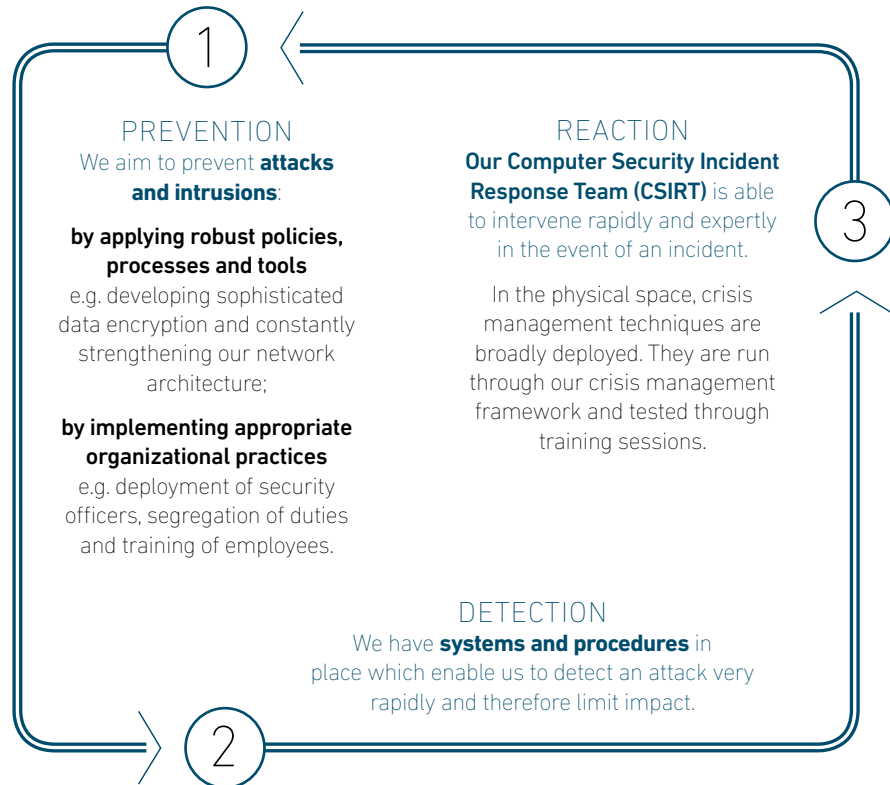 1
PREVENTION
We aim to prevent attacks
and intrusions:
by applying robust policies,
processes and tools
e.g. developing sophisticated
data encryption and constantly
strengthening our network
architecture;
by implementing appropriate
organizational practices
e.g. deployment of security
officers, segregation of duties
and training of employees.
2
DETECTION
We have systems and procedures in
place which enable us to detect an attack very
rapidly and therefore limit impact.
3
REACTION
Our Computer Security Incident
Response Team (CSIRT) is able
to intervene rapidly and expertly
in the event of an incident.
In the physical space, crisis
management techniques are
broadly deployed. They are run
through our crisis management
framework and tested through
training sessions.